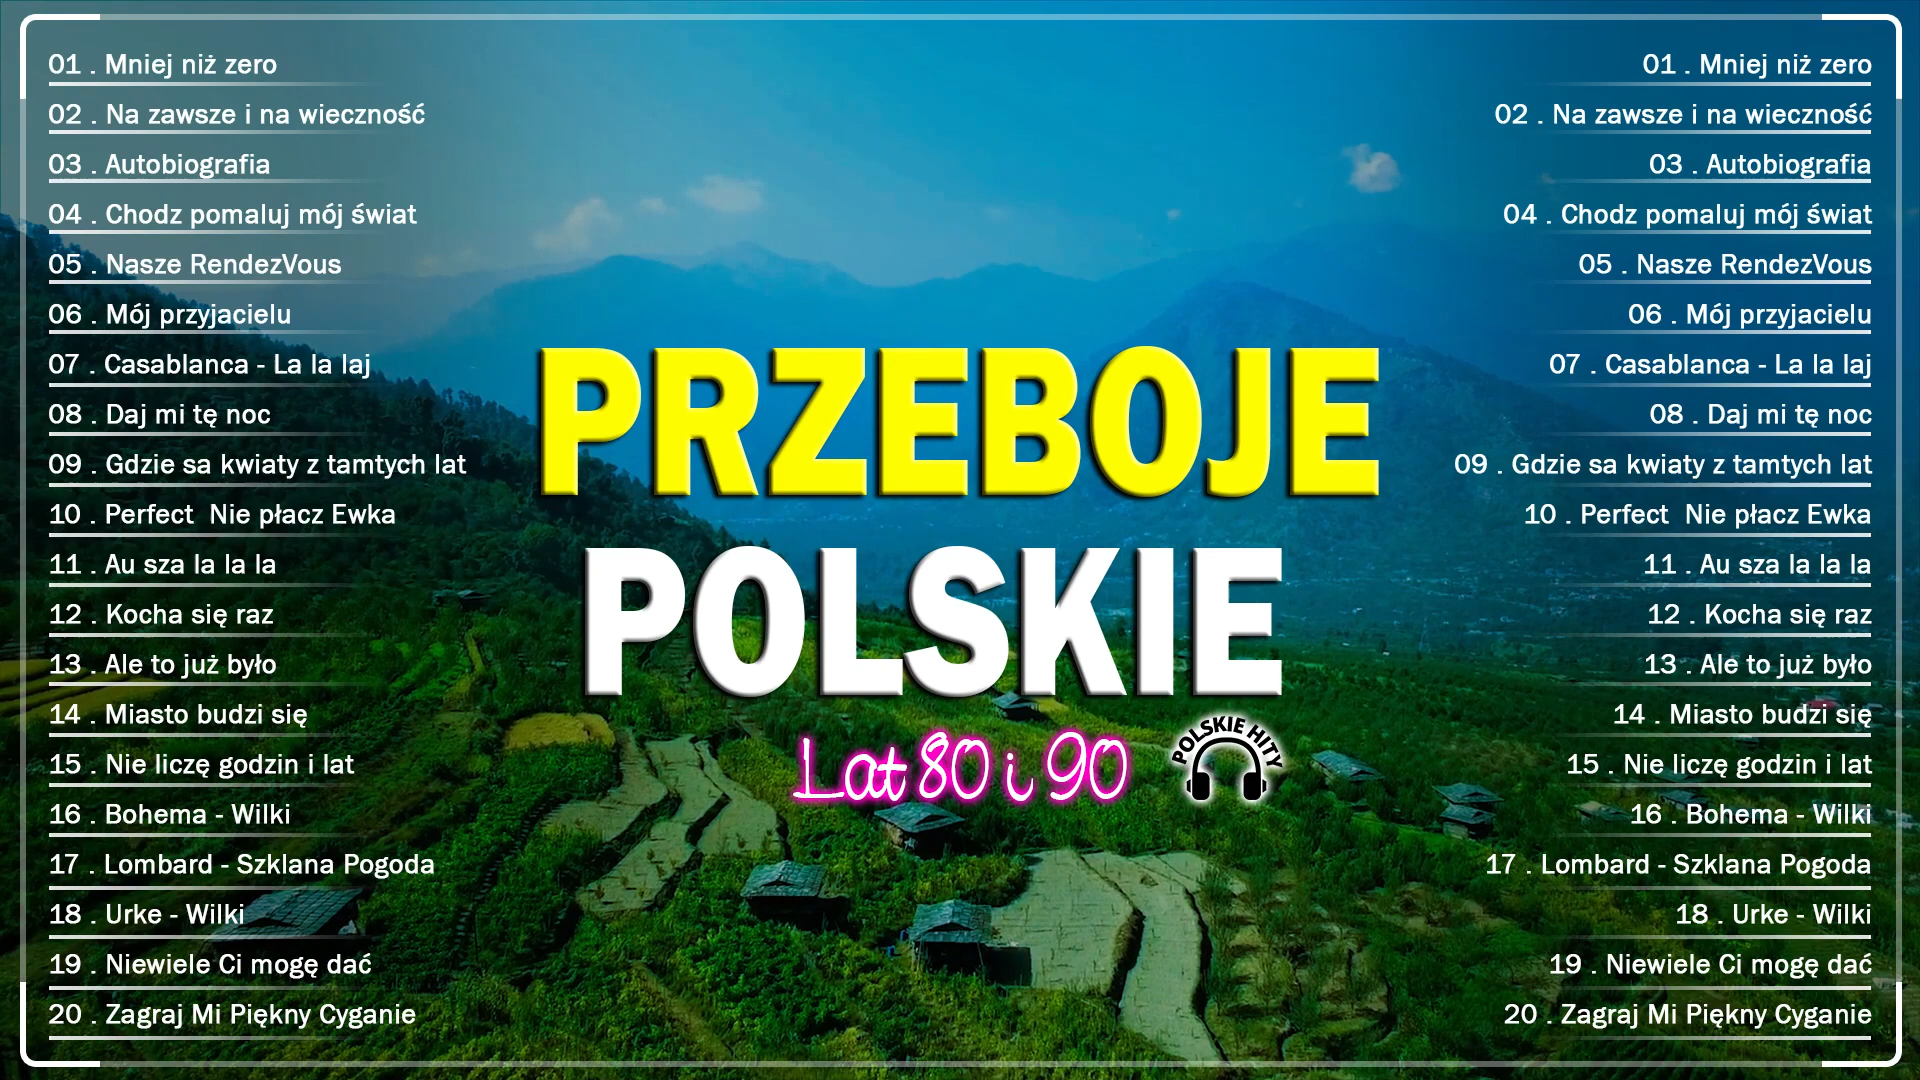 01 . Mniej niż zero
02 . Na zawsze i na wieczność
03 . Autobiografia
04 . Chodz pomaluj mój świat
05 . Nasze RendezVous
06 . Mój przyjacielu
07 . Casablanca - La la laj
08 . Daj mi tę noc
09 . Gdzie sa kwiaty z tamtych lat
10 . Perfect  Nie płacz Ewka
11 . Au sza la la la
12 . Kocha się raz
13 . Ale to już było
14 . Miasto budzi się
15 . Nie liczę godzin i lat
16 . Bohema - Wilki
17 . Lombard - Szklana Pogoda
18 . Urke - Wilki
19 . Niewiele Ci mogę dać
20 . Zagraj Mi Piękny Cyganie
PRZEBOJE
POLSKIE
Lat 80 i 90
POLSKIE HITY
01 . Mniej niż zero
02 . Na zawsze i na wieczność
03 . Autobiografia
04 . Chodz pomaluj mój świat
05 . Nasze RendezVous
06 . Mój przyjacielu
07 . Casablanca - La la laj
08 . Daj mi tę noc
09 . Gdzie sa kwiaty z tamtych lat
10 . Perfect  Nie płacz Ewka
11 . Au sza la la la
12 . Kocha się raz
13 . Ale to już było
14 . Miasto budzi się
15 . Nie liczę godzin i lat
16 . Bohema - Wilki
17 . Lombard - Szklana Pogoda
18 . Urke - Wilki
19 . Niewiele Ci mogę dać
20 . Zagraj Mi Piękny Cyganie